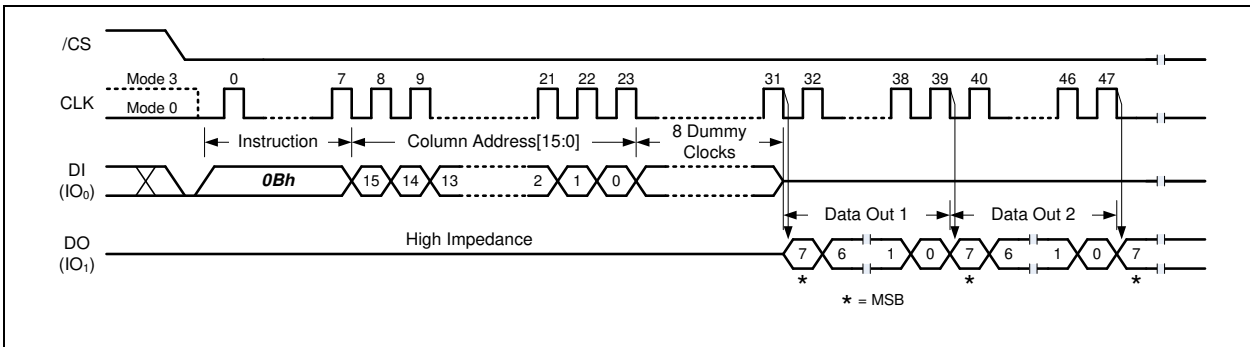 /CS
Mode 3 0 7 8 9 21 22 23 31 32 38 39 40 46 47
CLK
Mode 0
Instruction Column Address[15:0] 8 Dummy Clocks
DI
(IO0)
0Bh 15 14 13 2 1 0
Data Out 1 Data Out 2
DO
(IO1)
High Impedance 7 6 1 0 7 6 1 0 7
* * *
* = MSB